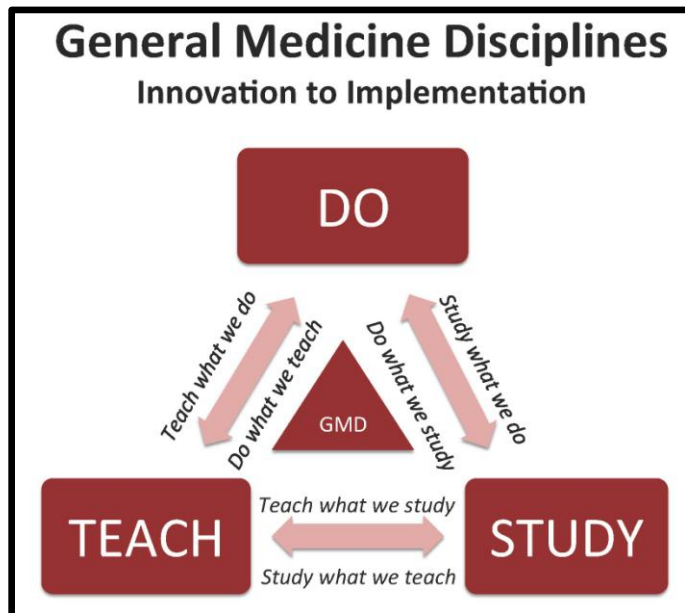 General Medicine Disciplines
Innovation to Implementation
DO
Teach what we do
Do what we teach
GMD
Do what we study
Study what we do
TEACH
Teach what we study
Study what we teach
STUDY